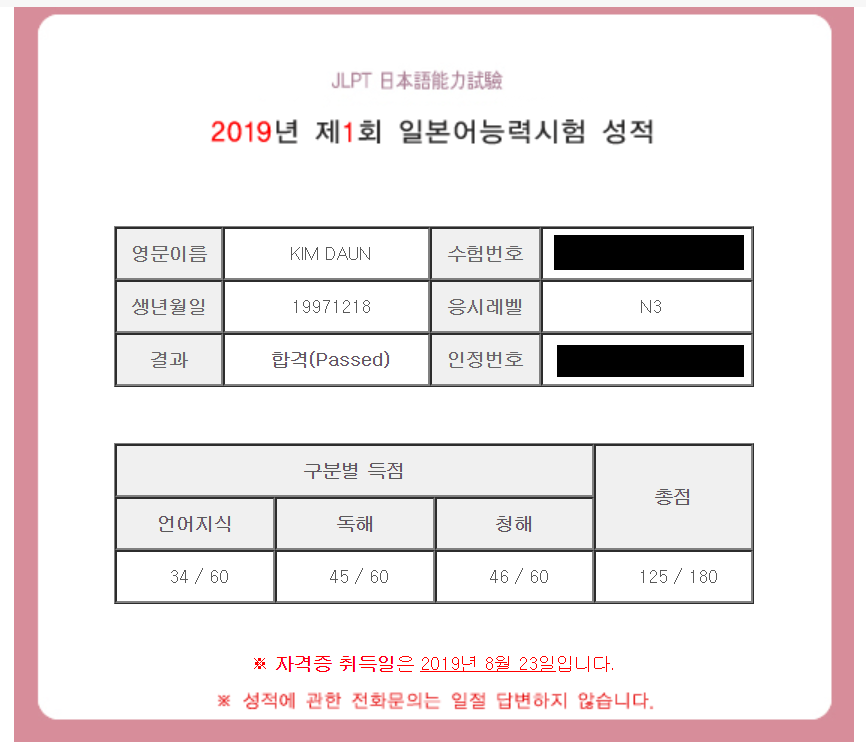 JLPT 日本語能力試驗
2019년 제1회 일본어능력시험 성적
영문이름 KIM DAUN 수험번호
생년월일 19971218 응시레벨 N3
결과 합격(Passed) 인정번호
구분별 득점 총점
언어지식 독해 청해
34 / 60 45 / 60 46 / 60 125 / 180
※ 자격증 취득일은 2019년 8월 23일입니다.
※ 성적에 관한 전화문의는 일절 답변하지 않습니다.